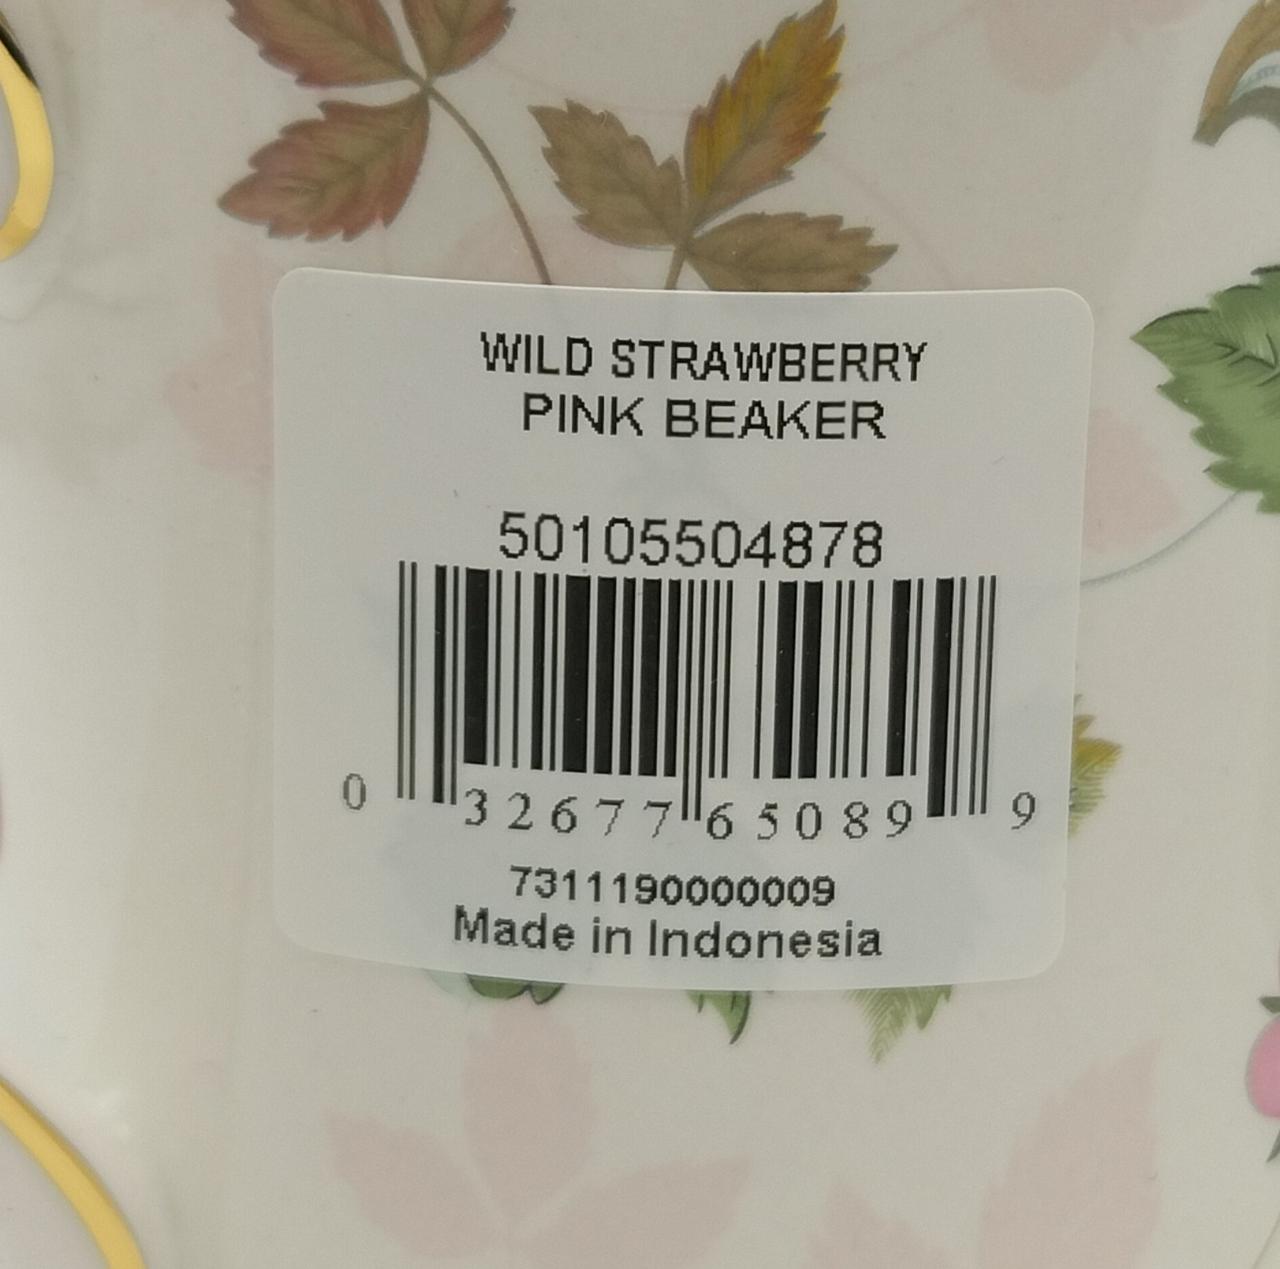 WILD STRAWBERRY
PINK BEAKER
50105504878
0 32677 65089 9
7311190000009
Made in Indonesia